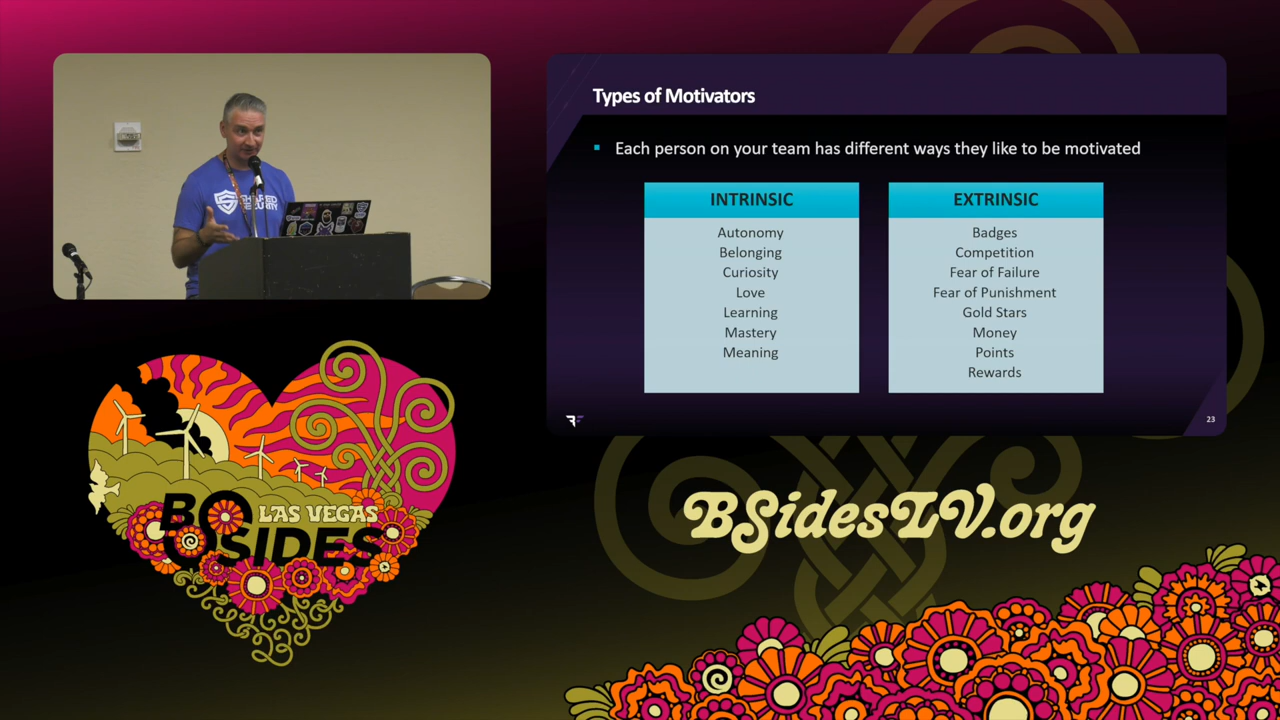 SHARED
SECURITY
Types of Motivators
Each person on your team has different ways they like to be motivated
INTRINSIC
Autonomy
Belonging
Curiosity
Love
Learning
Mastery
Meaning
EXTRINSIC
Badges
Competition
Fear of Failure
Fear of Punishment
Gold Stars
Money
Points
Rewards
23
LAS VEGAS
BSIDES
BSidesLV.org